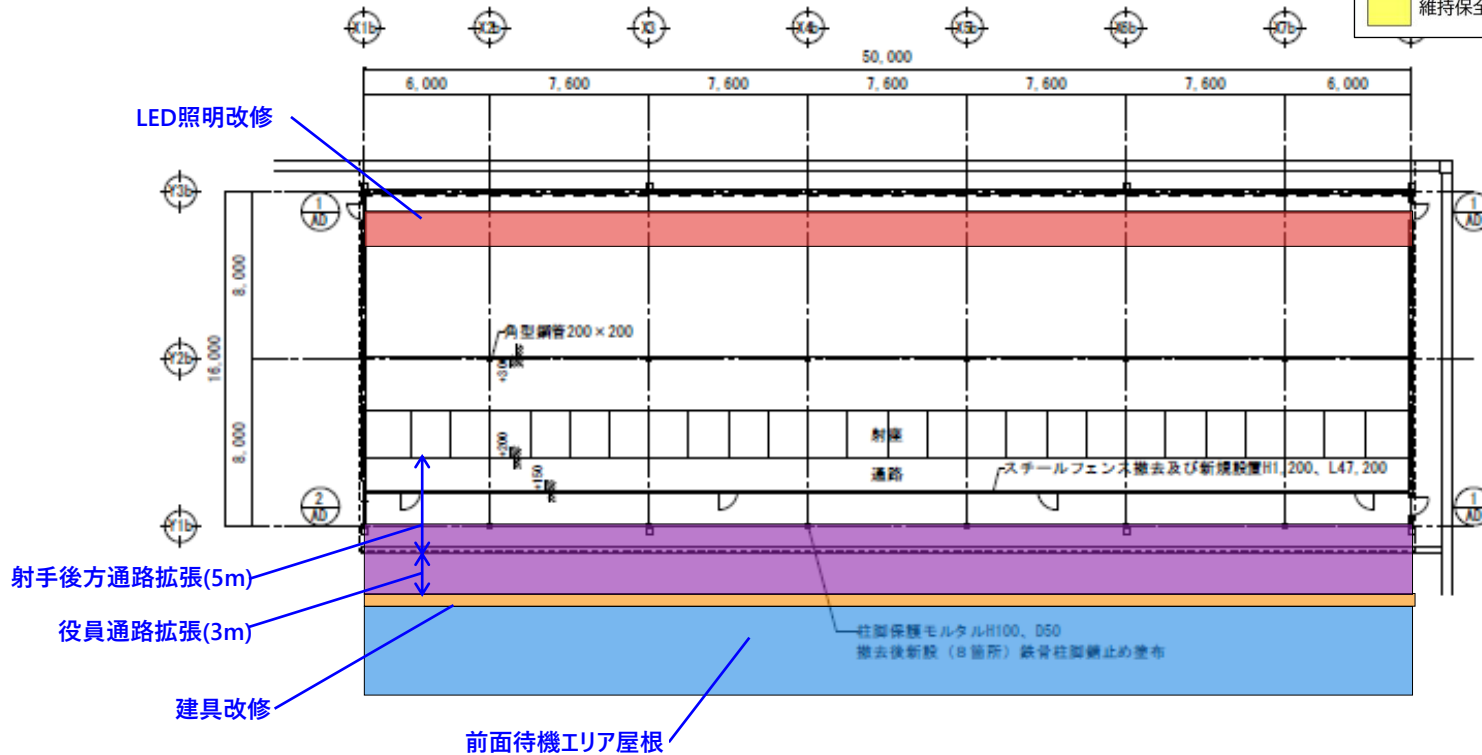 維持保全
X1b X2b X3 X4b X5b X6b X7b
50,000
6,000 7,600 7,600 7,600 7,600 7,600 6,000
LED照明改修
Y3b
1 AD
1 AD
8,000
角型鋼管200×200
+300
Y2b
16,000
8,000
射座
+200
通路
スチールフェンス撤去及び新規設置H1,200、L47,200
+150
2 AD
1 AD
Y1b
射手後方通路拡張(5m)
役員通路拡張(3m)
柱脚保護モルタルH100、D50
撤去後新設（8箇所）鉄骨柱脚錆止め塗布
建具改修
前面待機エリア屋根